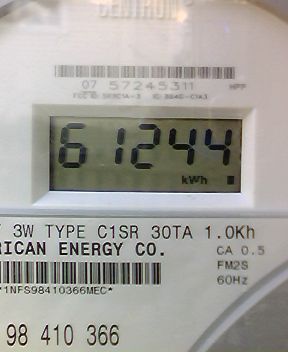 CENTRON
07 57245311
61244
kWh
3W TYPE C1SR 30TA 1.0Kh
RICAN ENERGY CO.
CA 0.5
FM2S
60Hz
*1NFS98410366MEC*
98 410 366